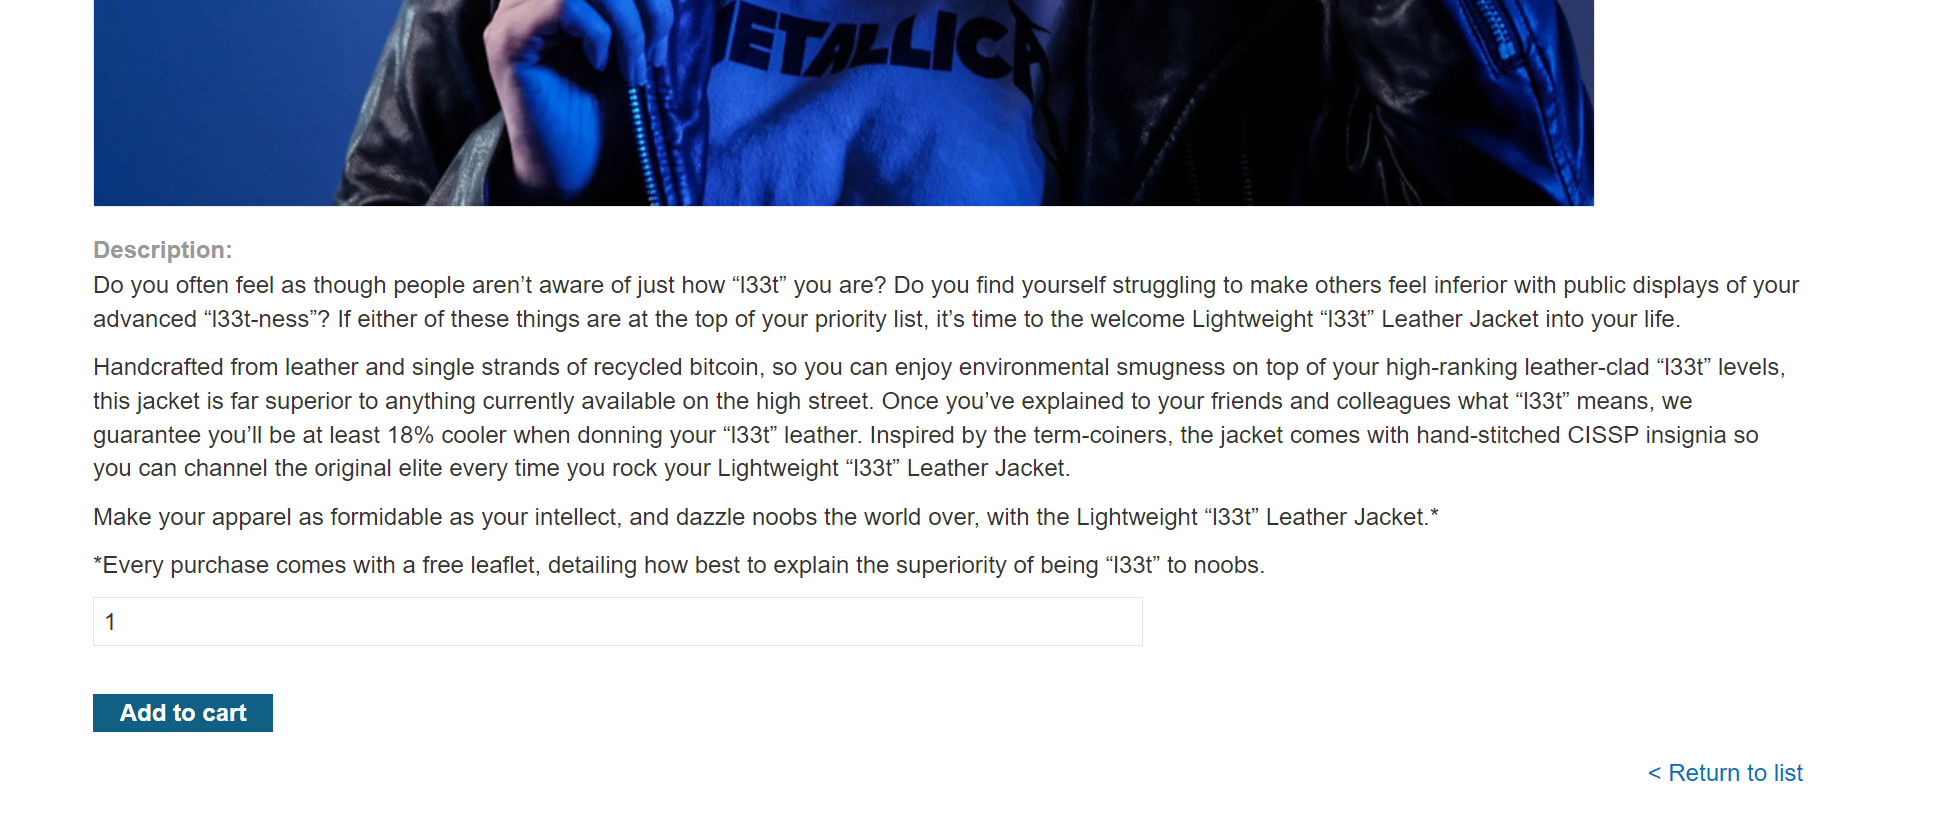 METALLICA
Description:
Do you often feel as though people aren’t aware of just how “l33t” you are? Do you find yourself struggling to make others feel inferior with public displays of your
advanced “l33t-ness”? If either of these things are at the top of your priority list, it’s time to the welcome Lightweight “l33t” Leather Jacket into your life.
Handcrafted from leather and single strands of recycled bitcoin, so you can enjoy environmental smugness on top of your high-ranking leather-clad “l33t” levels,
this jacket is far superior to anything currently available on the high street. Once you’ve explained to your friends and colleagues what “l33t” means, we
guarantee you’ll be at least 18% cooler when donning your “l33t” leather. Inspired by the term-coiners, the jacket comes with hand-stitched CISSP insignia so
you can channel the original elite every time you rock your Lightweight “l33t” Leather Jacket.
Make your apparel as formidable as your intellect, and dazzle noobs the world over, with the Lightweight “l33t” Leather Jacket.*
*Every purchase comes with a free leaflet, detailing how best to explain the superiority of being “l33t” to noobs.
1
Add to cart
< Return to list